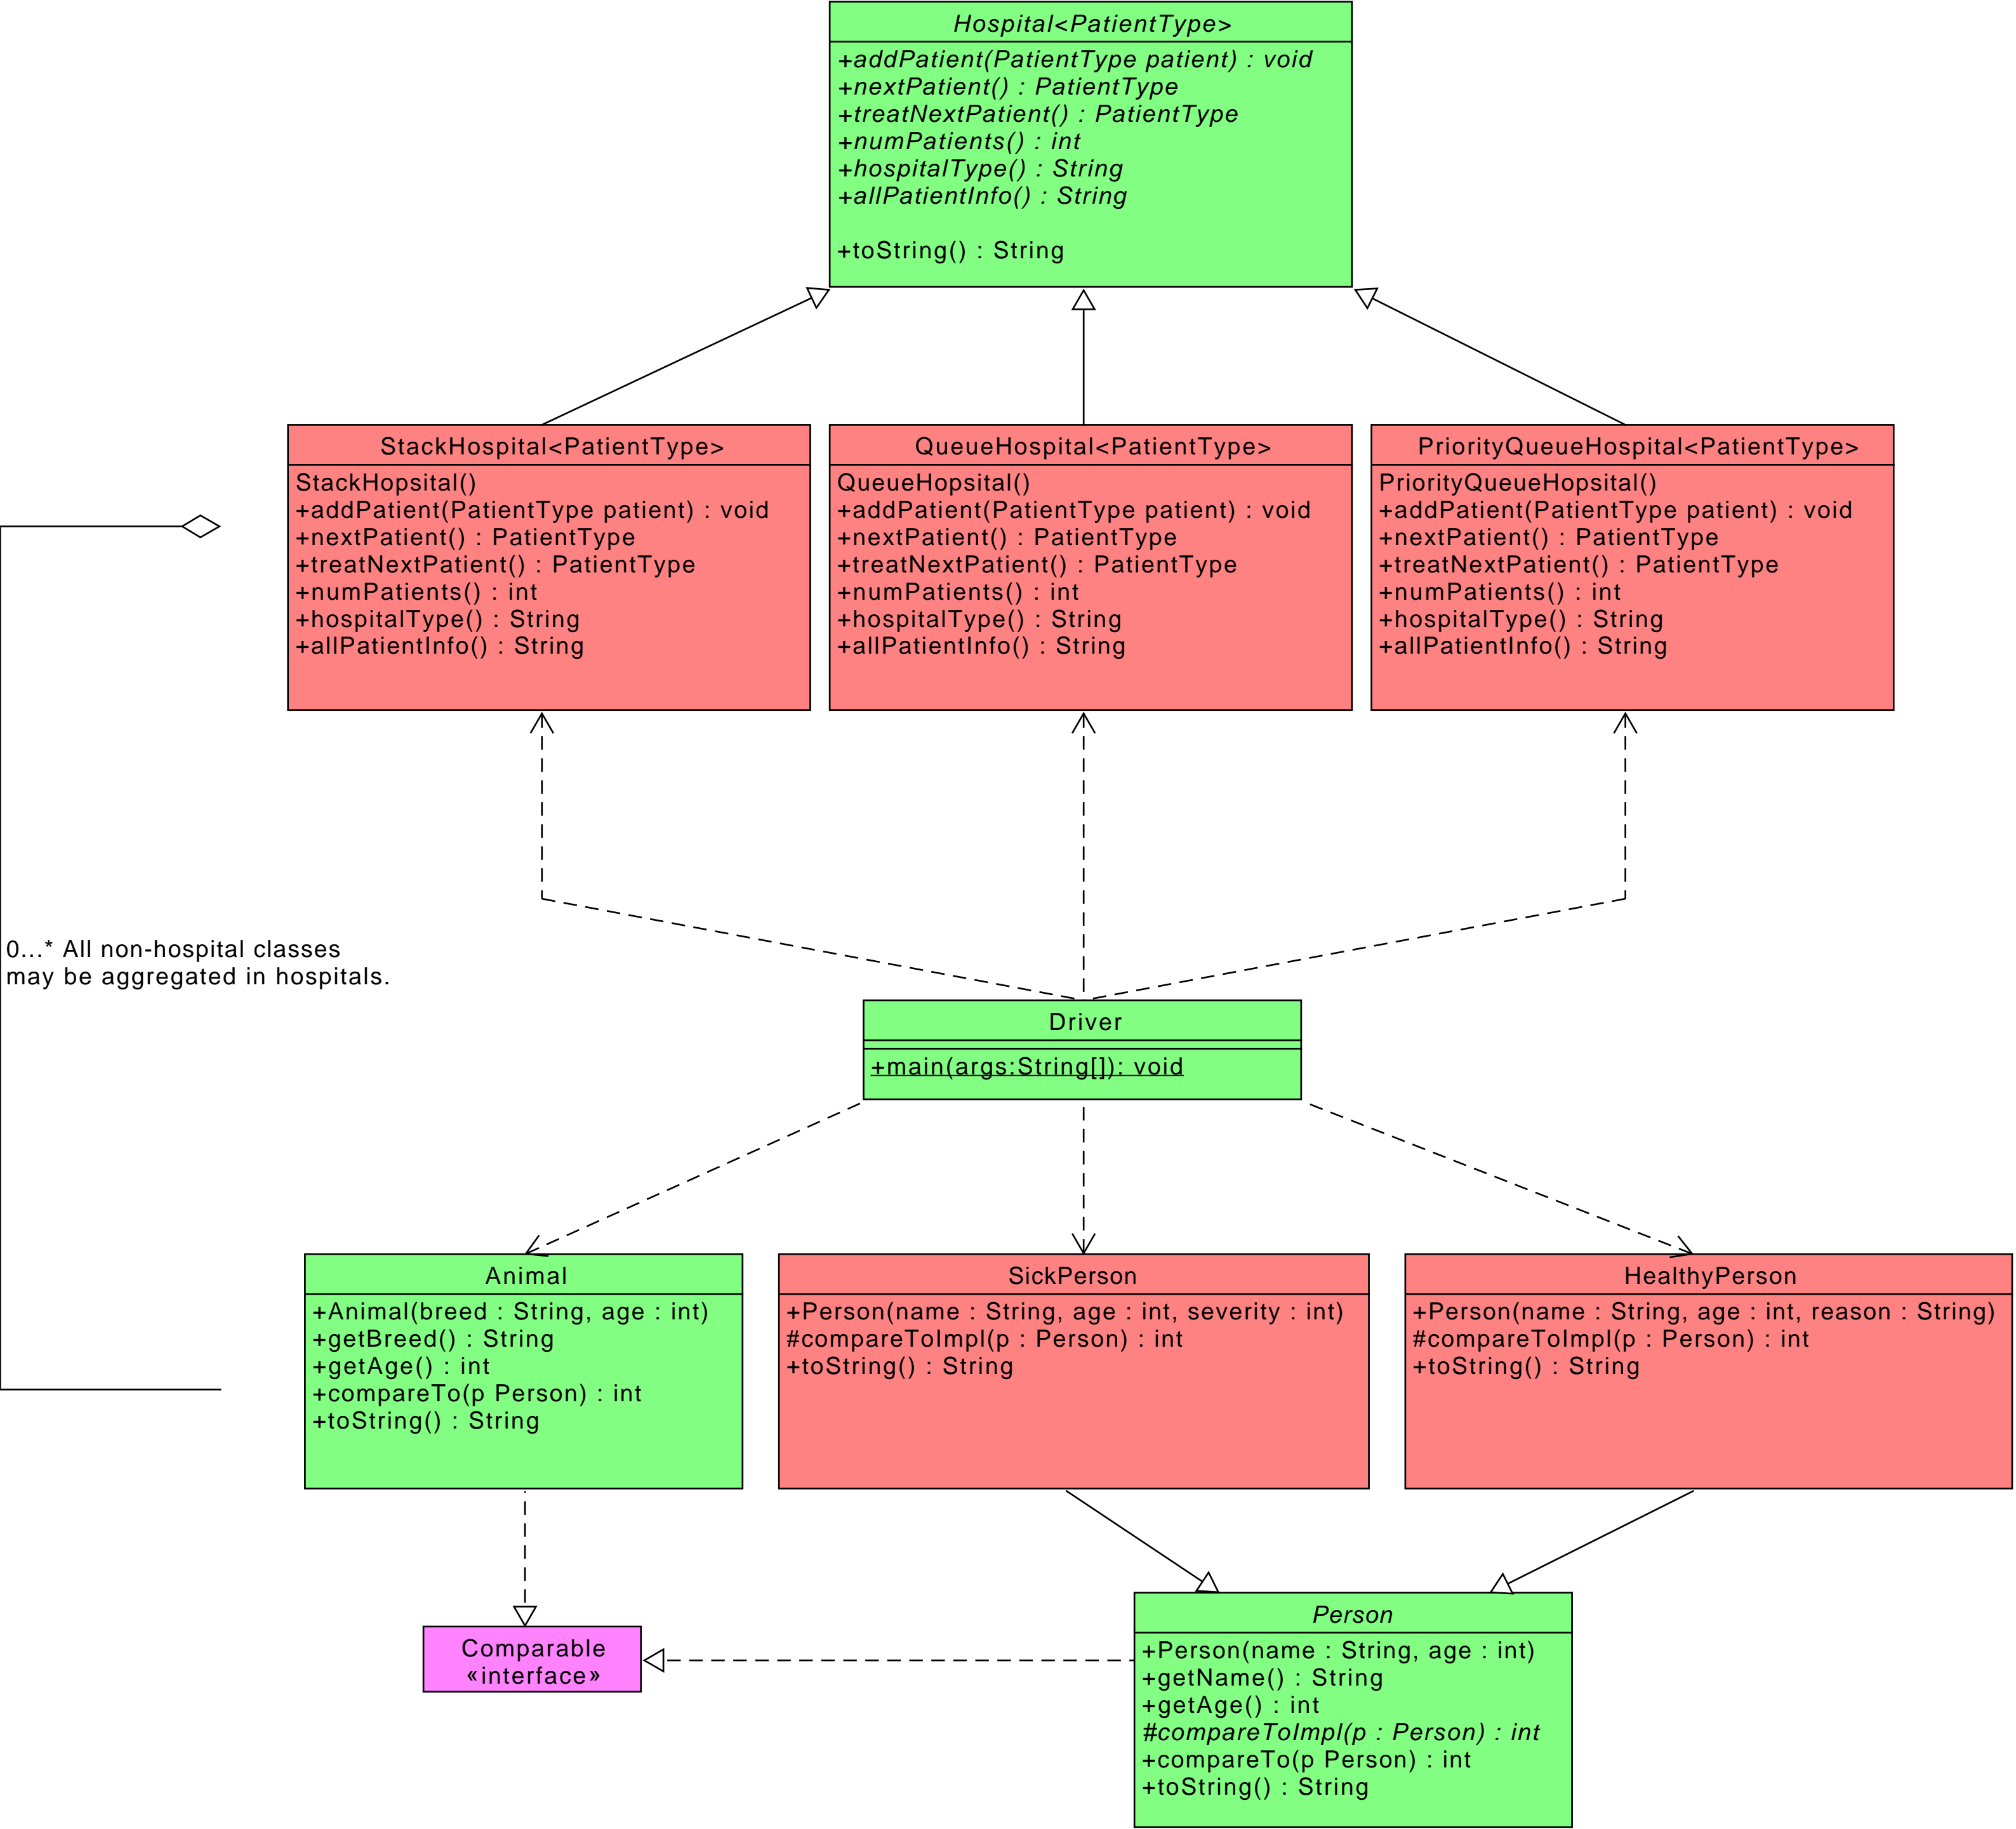 Hospital<PatientType>
+addPatient(PatientType patient) : void
+nextPatient() : PatientType
+treatNextPatient() : PatientType
+numPatients() : int
+hospitalType() : String
+allPatientInfo() : String
+toString() : String
StackHospital<PatientType>
StackHopsital()
+addPatient(PatientType patient) : void
+nextPatient() : PatientType
+treatNextPatient() : PatientType
+numPatients() : int
+hospitalType() : String
+allPatientInfo() : String
QueueHospital<PatientType>
QueueHopsital()
+addPatient(PatientType patient) : void
+nextPatient() : PatientType
+treatNextPatient() : PatientType
+numPatients() : int
+hospitalType() : String
+allPatientInfo() : String
PriorityQueueHospital<PatientType>
PriorityQueueHopsital()
+addPatient(PatientType patient) : void
+nextPatient() : PatientType
+treatNextPatient() : PatientType
+numPatients() : int
+hospitalType() : String
+allPatientInfo() : String
0...* All non-hospital classes
may be aggregated in hospitals.
Driver
+main(args:String[]): void
Animal
+Animal(breed : String, age : int)
+getBreed() : String
+getAge() : int
+compareTo(p Person) : int
+toString() : String
SickPerson
+Person(name : String, age : int, severity : int)
#compareToImpl(p : Person) : int
+toString() : String
HealthyPerson
+Person(name : String, age : int, reason : String)
#compareToImpl(p : Person) : int
+toString() : String
Comparable
«interface»
Person
+Person(name : String, age : int)
+getName() : String
+getAge() : int
#compareToImpl(p : Person) : int
+compareTo(p Person) : int
+toString() : String